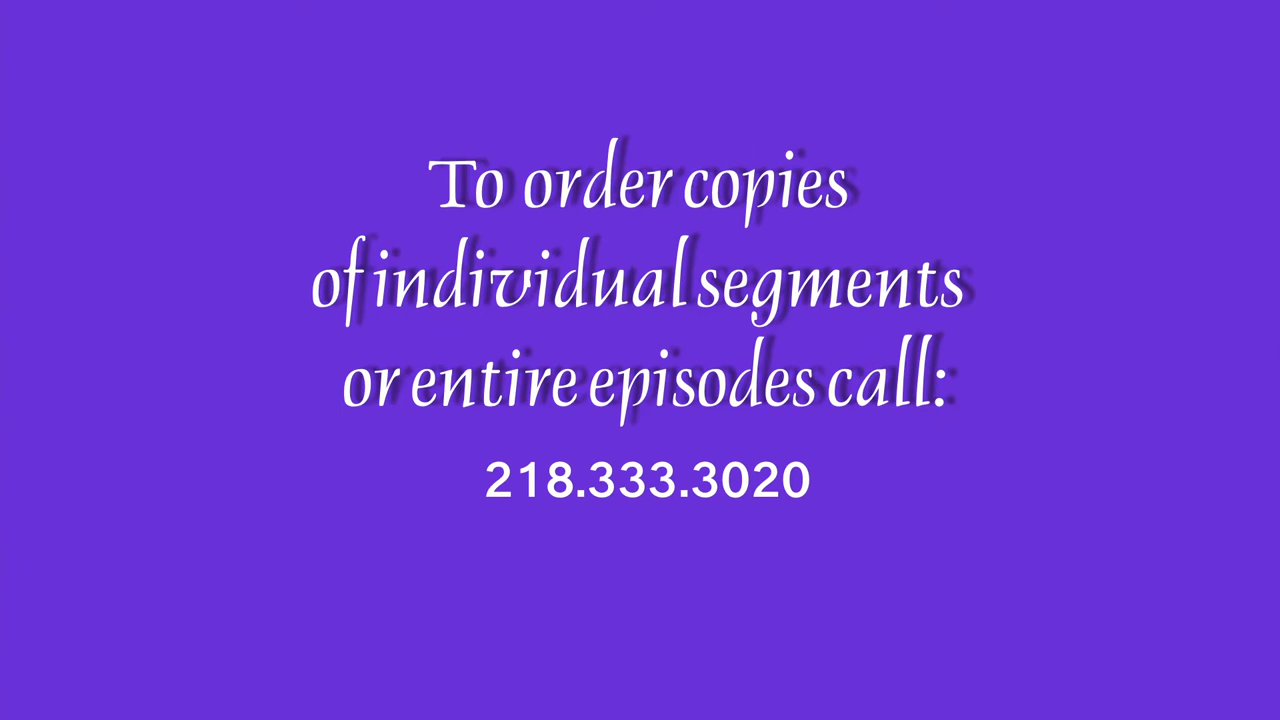 To order copies
of individual segments
or entire episodes call:
218.333.3020